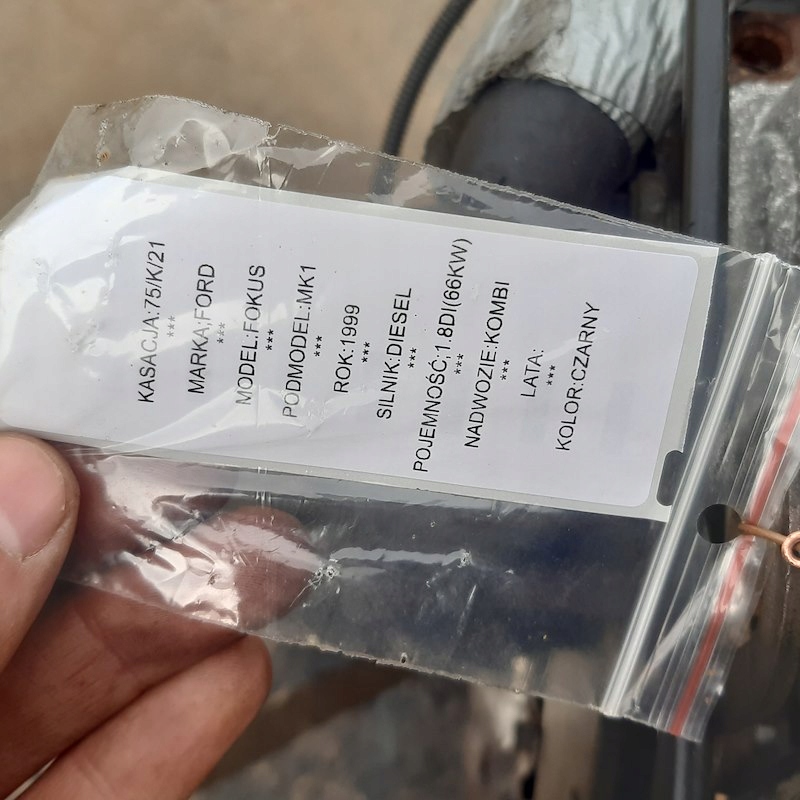 KASACJA:75/K/21
***
MARKA:FORD
***
MODEL:FOKUS
***
PODMODEL:MK1
***
ROK:1999
***
SILNIK:DIESEL
***
POJEMNOŚĆ:1.8DI(66KW)
***
NADWOZIE:KOMBI
***
LATA:
***
KOLOR:CZARNY